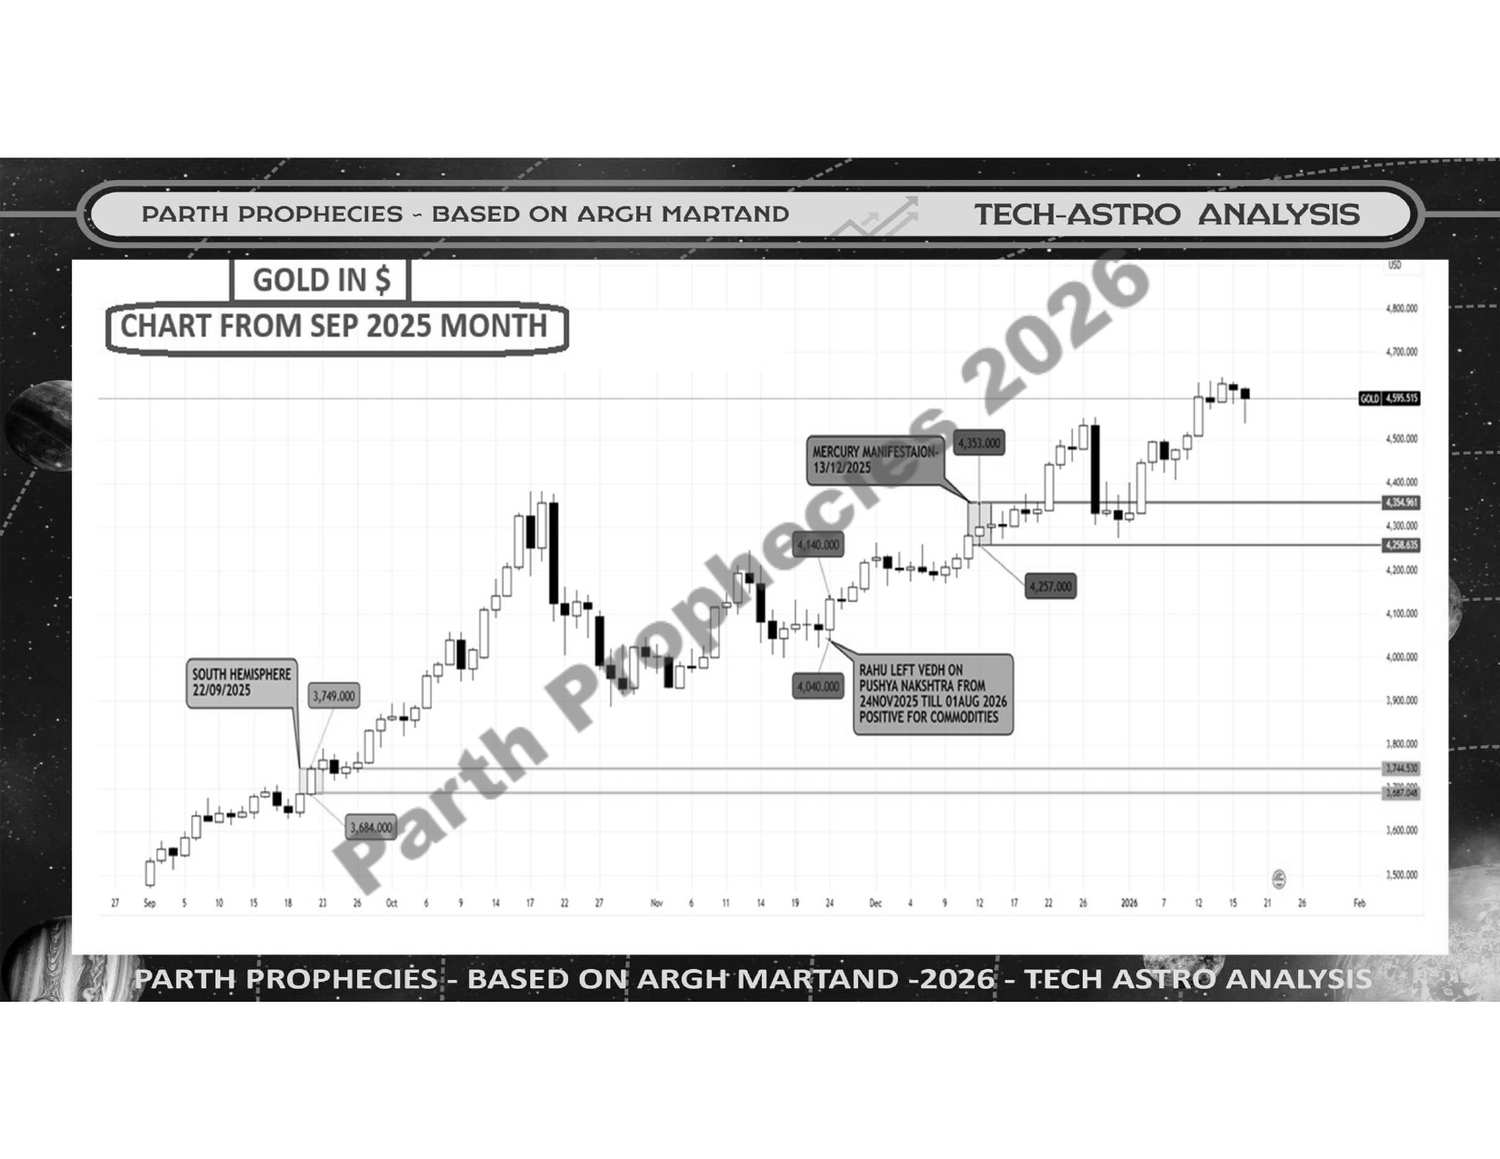 PARTH PROPHECIES ~ BASED ON ARGH MARTAND
TECH-ASTRO ANALYSIS
GOLD IN $
CHART FROM SEP 2025 MONTH
USD
4,800.000
4,700.000
GOLD 4,595.515
4,500.000
4,400.000
4,354.961
4,300.000
4,258.635
4,200.000
4,100.000
4,000.000
3,900.000
3,800.000
3,744.530
3,687.048
3,600.000
3,500.000
MERCURY MANIFESTAION-
13/12/2025
4,353.000
4,140.000
4,257.000
SOUTH HEMISPHERE
22/09/2025
3,749.000
4,040.000
RAHU LEFT VEDH ON
PUSHYA NAKSHTRA FROM
24NOV2025 TILL 01AUG 2026
POSITIVE FOR COMMODITIES
3,684.000
Parth Prophecies 2026
27 Sep 5 10 15 18 23 26 Oct 6 9 14 17 22 27 Nov 6 11 14 19 24 Dec 4 9 12 17 22 26 2026 7 12 15 21 26 Feb
PARTH PROPHECIES - BASED ON ARGH MARTAND -2026 - TECH ASTRO ANALYSIS